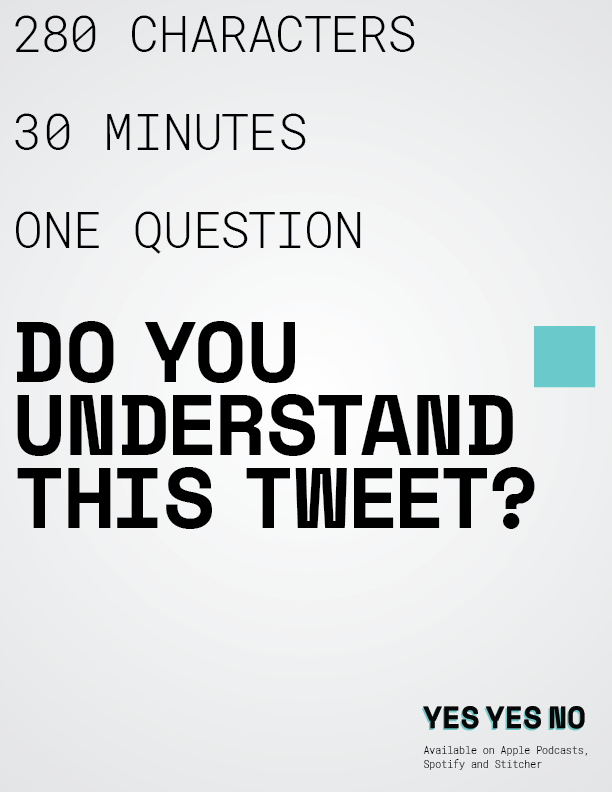 280 CHARACTERS
30 MINUTES
ONE QUESTION
DO YOU
UNDERSTAND
THIS TWEET?
YES YES NO
Available on Apple Podcasts,
Spotify and Stitcher